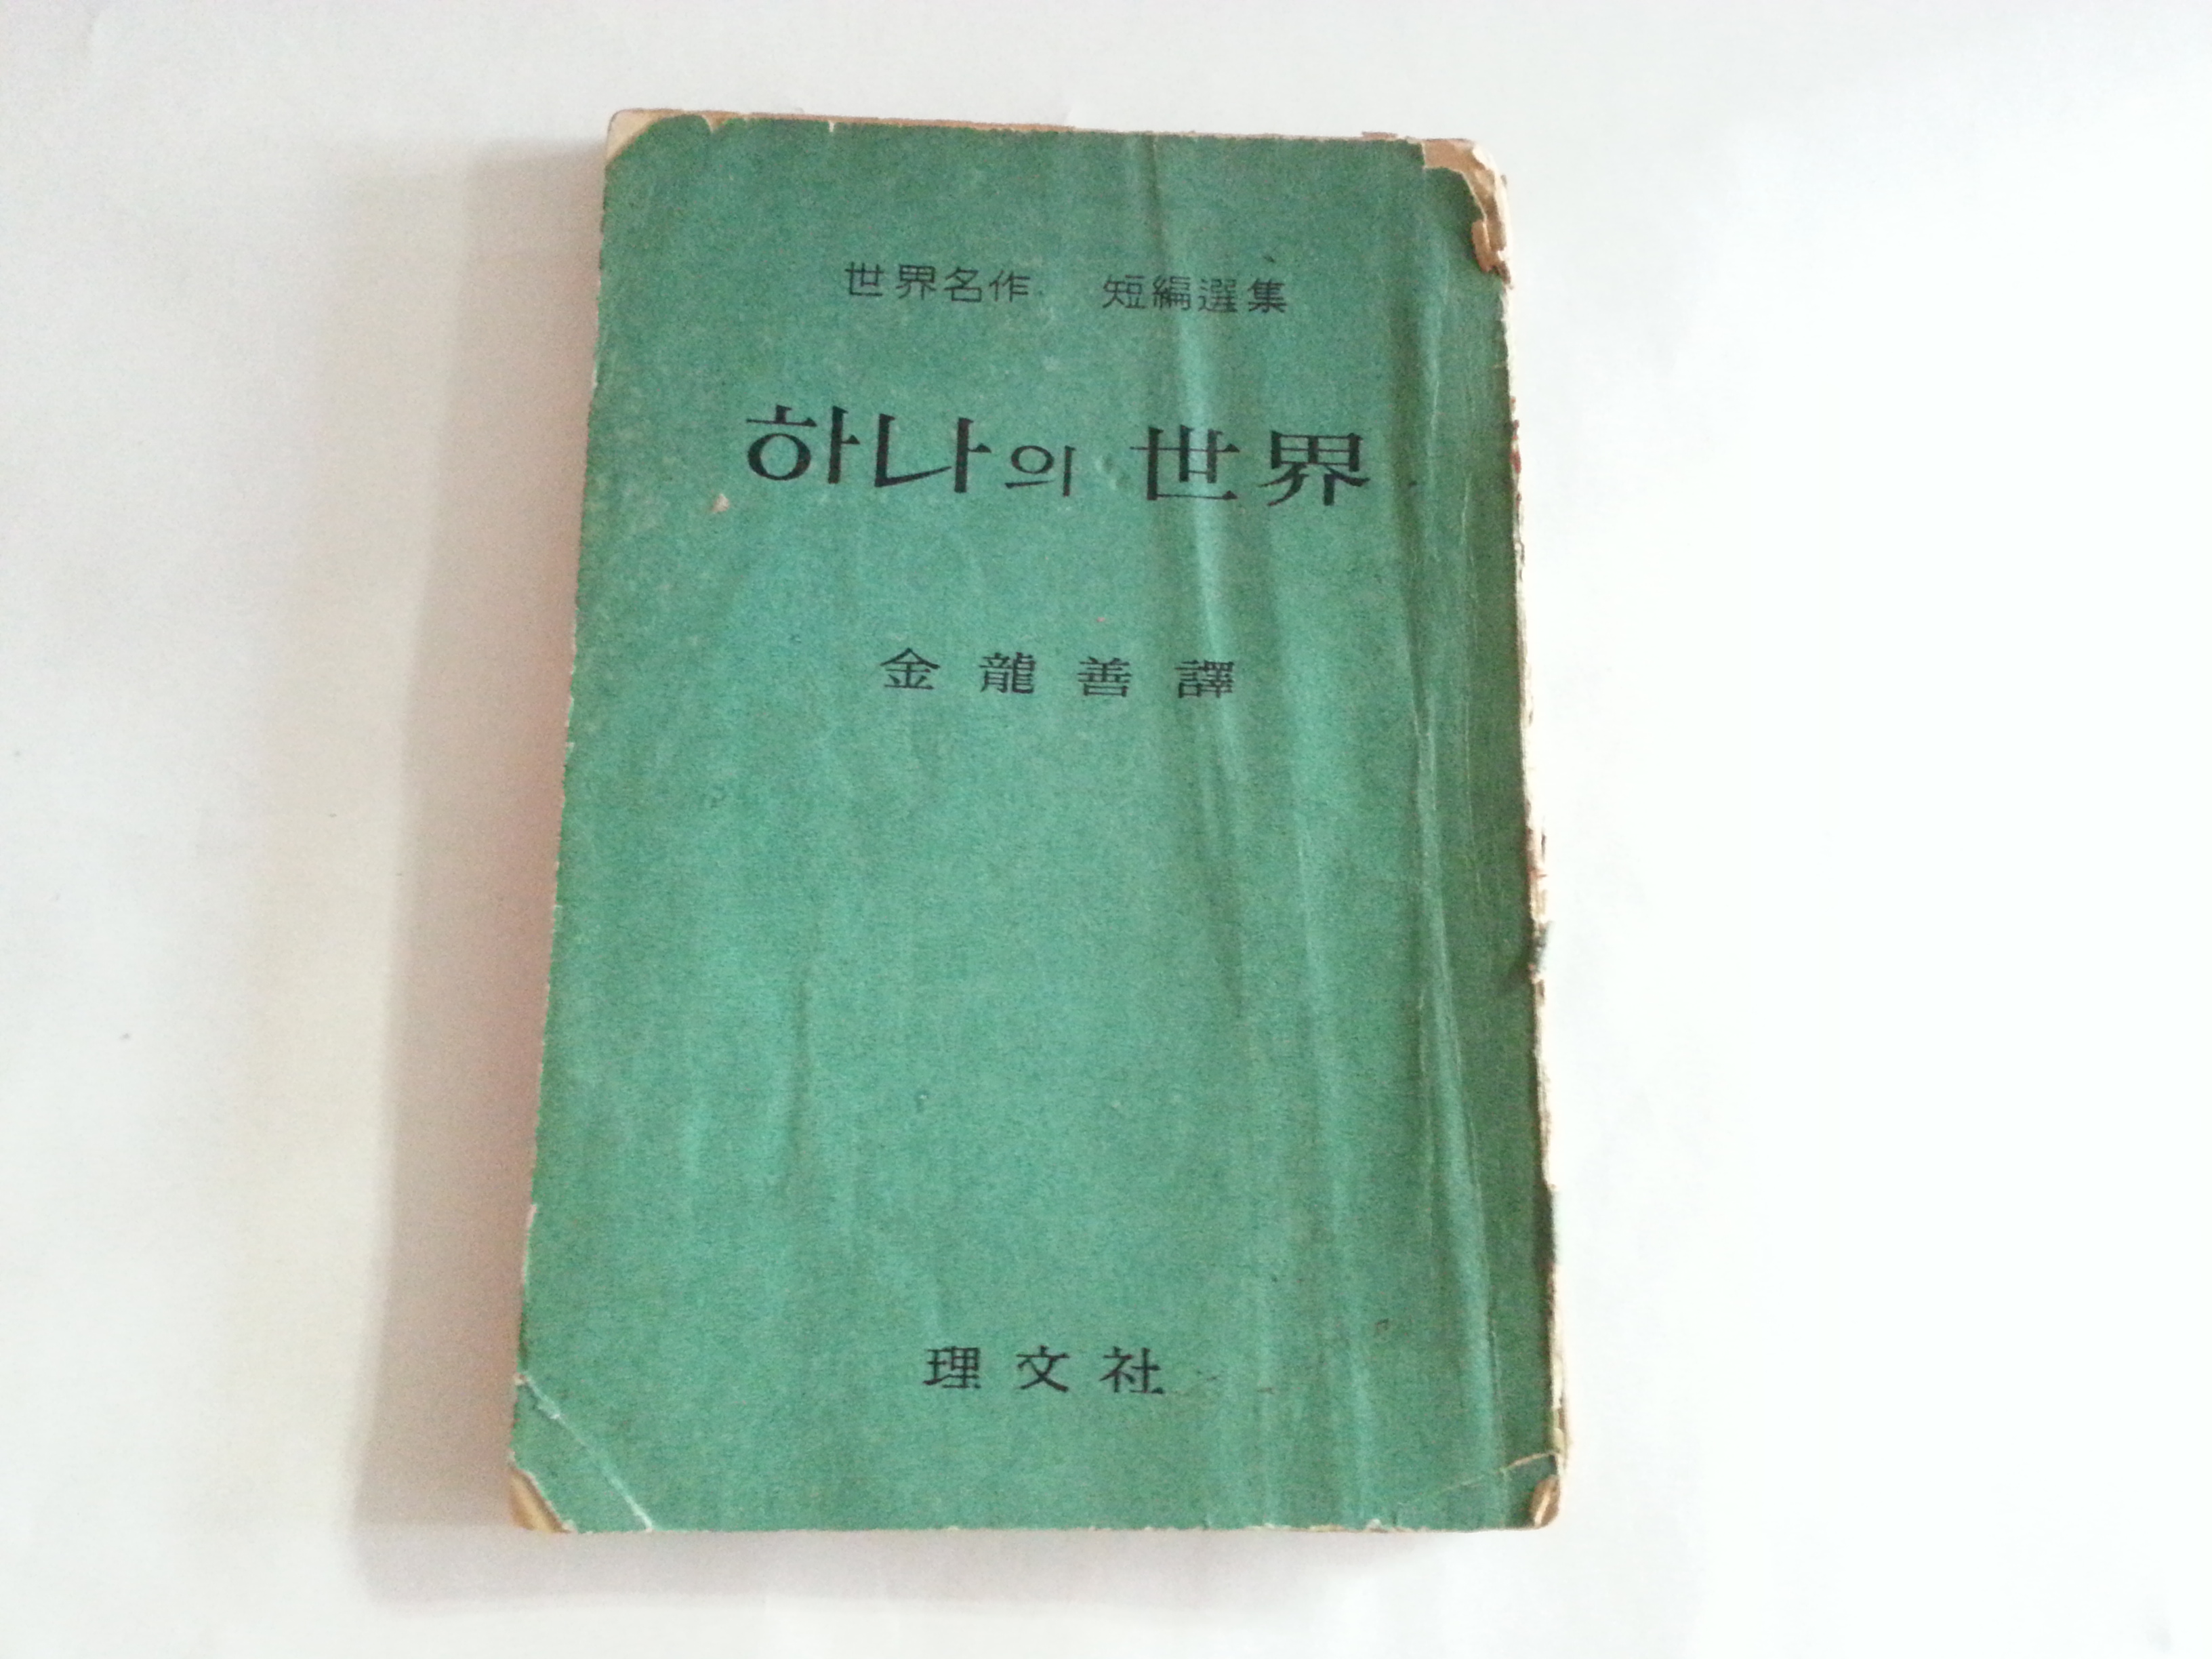 世界名作 短編選集
하나의 世界
金龍善譯
理文社